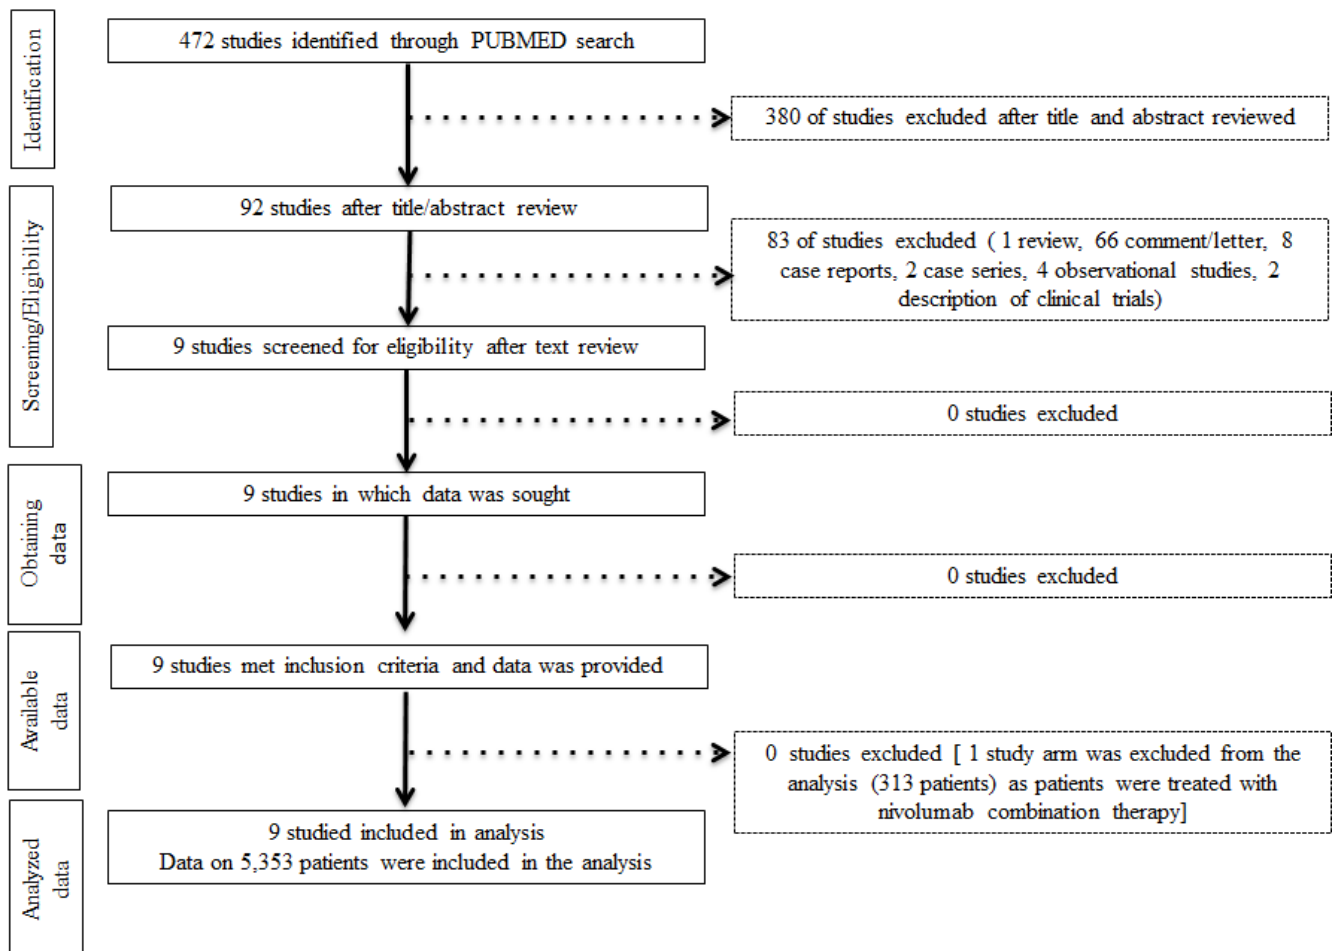 Identification
472 studies identified through PUBMED search
380 of studies excluded after title and abstract reviewed
Screening/Eligibility
92 studies after title/abstract review
83 of studies excluded ( 1 review, 66 comment/letter, 8
case reports, 2 case series, 4 observational studies, 2
description of clinical trials)
9 studies screened for eligibility after text review
0 studies excluded
Obtaining
data
9 studies in which data was sought
0 studies excluded
Available
data
9 studies met inclusion criteria and data was provided
0 studies excluded [ 1 study arm was excluded from the
analysis (313 patients) as patients were treated with
nivolumab combination therapy]
Analyzed
data
9 studied included in analysis
Data on 5,353 patients were included in the analysis